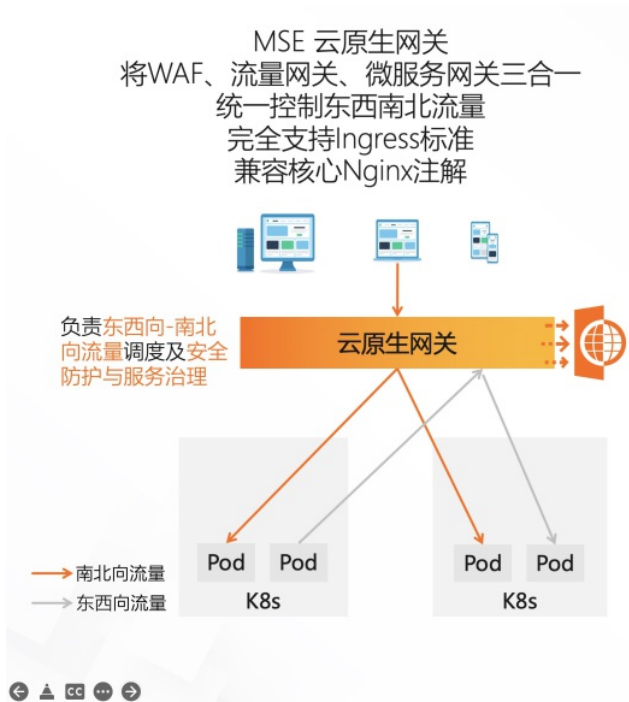 MSE 云原生网关
将WAF、流量网关、微服务网关三合一
统一控制东西南北流量
完全支持Ingress标准
兼容核心Nginx注解
负责东西向-南北
向流量调度及安全
防护与服务治理
云原生网关
Pod Pod
K8s
Pod Pod
K8s
南北向流量
东西向流量
CC